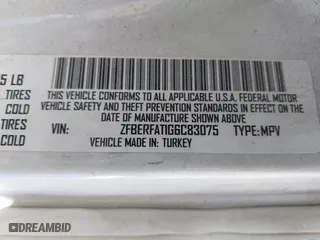 5 LB
TIRES
COLD
TIRES
COLD
THIS VEHICLE CONFORMS TO ALL APPLICABLE U.S.A. FEDERAL MOTOR
VEHICLE SAFETY AND THEFT PREVENTION STANDARDS IN EFFECT ON THE
DATE OF MANUFACTURE SHOWN ABOVE
VIN: ZFBERFAT1G6C83075 TYPE: MPV
VEHICLE MADE IN: TURKEY
DREAMBID